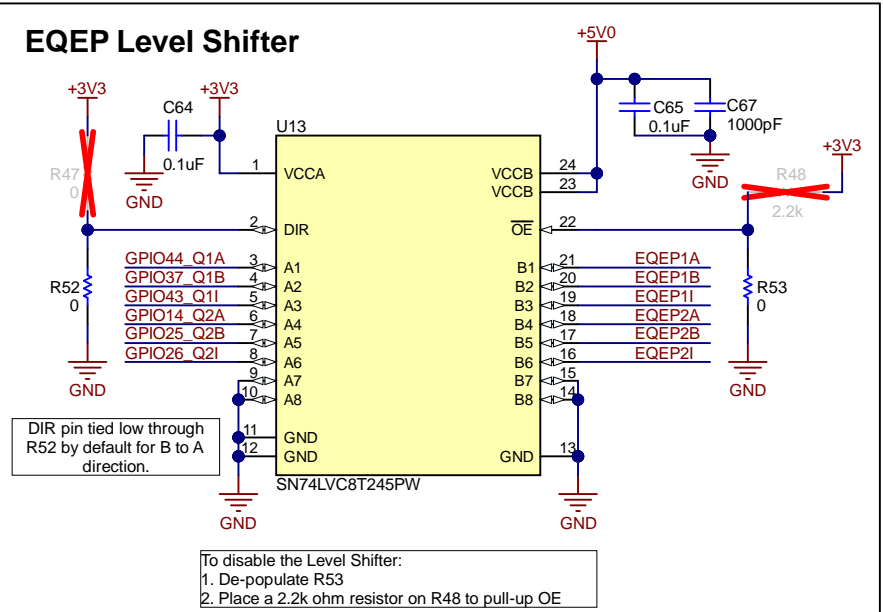 EQEP Level Shifter
+3V3
R47
0
R52
0
GND
C64
0.1uF
GND
+3V3
U13
+5V0
C65
0.1uF
C67
1000pF
GND
+3V3
R48
2.2k
R53
0
GND
1 VCCA
VCCB 24
VCCB 23
2 DIR
OE 22
GPIO44_Q1A 3 A1
B1 21 EQEP1A
GPIO37_Q1B 4 A2
B2 20 EQEP1B
GPIO43_Q1I 5 A3
B3 19 EQEP1I
GPIO14_Q2A 6 A4
B4 18 EQEP2A
GPIO25_Q2B 7 A5
B5 17 EQEP2B
GPIO26_Q2I 8 A6
B6 16 EQEP2I
9 A7
B7 15
10 A8
B8 14
11 GND
12 GND
GND 13
SN74LVC8T245PW
GND
GND
DIR pin tied low through
R52 by default for B to A
direction.
To disable the Level Shifter:
1. De-populate R53
2. Place a 2.2k ohm resistor on R48 to pull-up OE